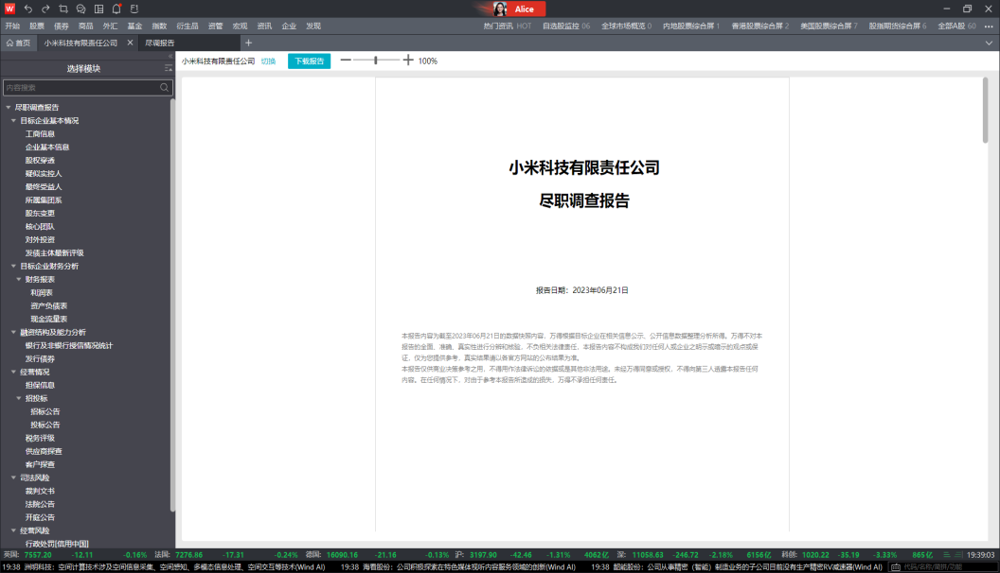 W
Alice
开始 股票 债券 商品 外汇 基金 指数 衍生品 资管 宏观 资讯 企业 发现 热门资讯 HOT 自选股监控 06 全球市场概览 0 内地股票综合屏 1 香港股票综合屏 2 美国股票综合屏 7 股指期货综合屏 6 全部A股 60
首页 小米科技有限责任公司 尽调报告
选择模块
小米科技有限责任公司 切换 下载报告 100%
内容搜索
尽职调查报告
目标企业基本情况
工商信息
企业基本信息
股权穿透
疑似实控人
最终受益人
所属集团系
股东变更
核心团队
对外投资
发债主体最新评级
目标企业财务分析
财务报表
利润表
资产负债表
现金流量表
融资结构及能力分析
银行及非银行授信情况统计
发行债券
经营情况
担保信息
招投标
招标公告
投标公告
税务评级
供应商探查
客户探查
司法风险
裁判文书
法院公告
开庭公告
经营风险
行政处罚[信用中国]
小米科技有限责任公司
尽职调查报告
报告日期：2023年06月21日
本报告内容为截至2023年06月21日的数据快照内容，万得根据目标企业在相关信息公示、公开信息数据整理分析所得。万得不对本
报告的全面、准确、真实性进行分辨和核验，不负相关法律责任，本报告内容不构成我们对任何人或企业之明示或暗示的观点或保
证，仅为您提供参考，真实结果请以各官方网站的公布结果为准。
本报告仅供商业决策参考之用，不得用作法律诉讼的依据或是其他非法用途。未经万得同意或授权，不得向第三人透露本报告任何
内容。在任何情况下，对由于参考本报告所造成的损失，万得不承担任何责任。
英国: 7557.20 -12.11 -0.16% 法国: 7276.86 -17.31 -0.24% 德国: 16090.16 -21.16 -0.13% 沪: 3197.90 -42.46 -1.31% 4062亿 深: 11058.63 -246.72 -2.18% 6156亿 科创: 1020.22 -35.19 -3.33% 865亿 19:39:03
19:38 洲明科技：空间计算技术涉及空间信息采集、空间感知、多模态信息处理、空间交互等技术(Wind AI) 19:38 海看股份：公司积极探索在特色媒体视听内容服务领域的创新(Wind AI) 19:38 韶能股份：公司从事精密（智能）制造业务的子公司目前没有生产精密RV减速器(Wind AI) 代码/名称/简拼/功能